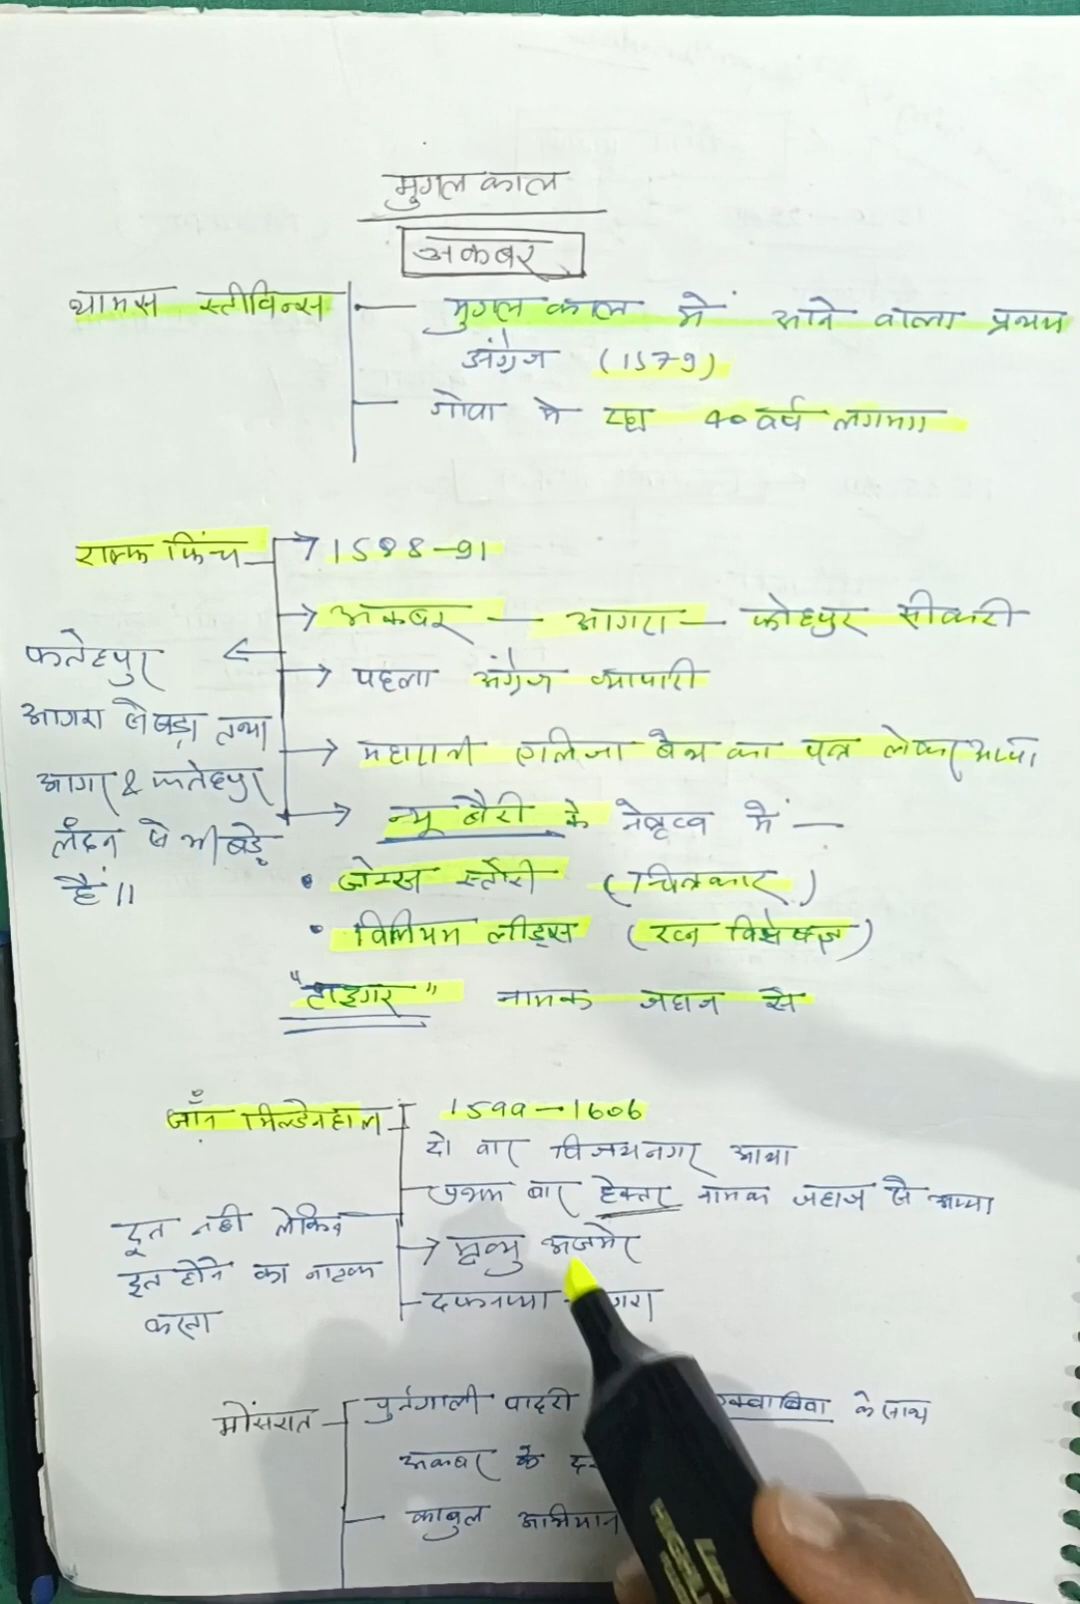 मुगल काल
अकबर
थामस स्टीविन्स
मुगल काल में आने वाला प्रथम
अंग्रेज (1579)
गोवा मे रहा 40 वर्ष लगभग
राल्फ फिंच
1588-91
अकबर — आगरा — फतेहपुर सीकरी
पहला अंग्रेज व्यापारी
महारानी एलिजा बेथ का पत्र लेकर आया
न्यू बैरी के नेतृत्व में —
• जेम्स स्टोरी (चित्रकार)
• विलियम लीड्स (रत्न विशेषज्ञ)
"टाइगर" नामक जहाज से
फतेहपुर
आगरा से बड़ा तथा
आगरा & फतेहपुर
लंदन से भी बड़े
हैं।।
जॉन मिल्डेनहाल
1599-1606
दो बार विजयनगर आया
प्रथम बार हेक्टर नामक जहाज से आया
मृत्यु अजमेर
दफनाया
दूत नही लेकिन
दूत होने का नाटक
करता
मोंसरात
पुर्तगाली पादरी के साथ
अकबर के
काबुल अभियान